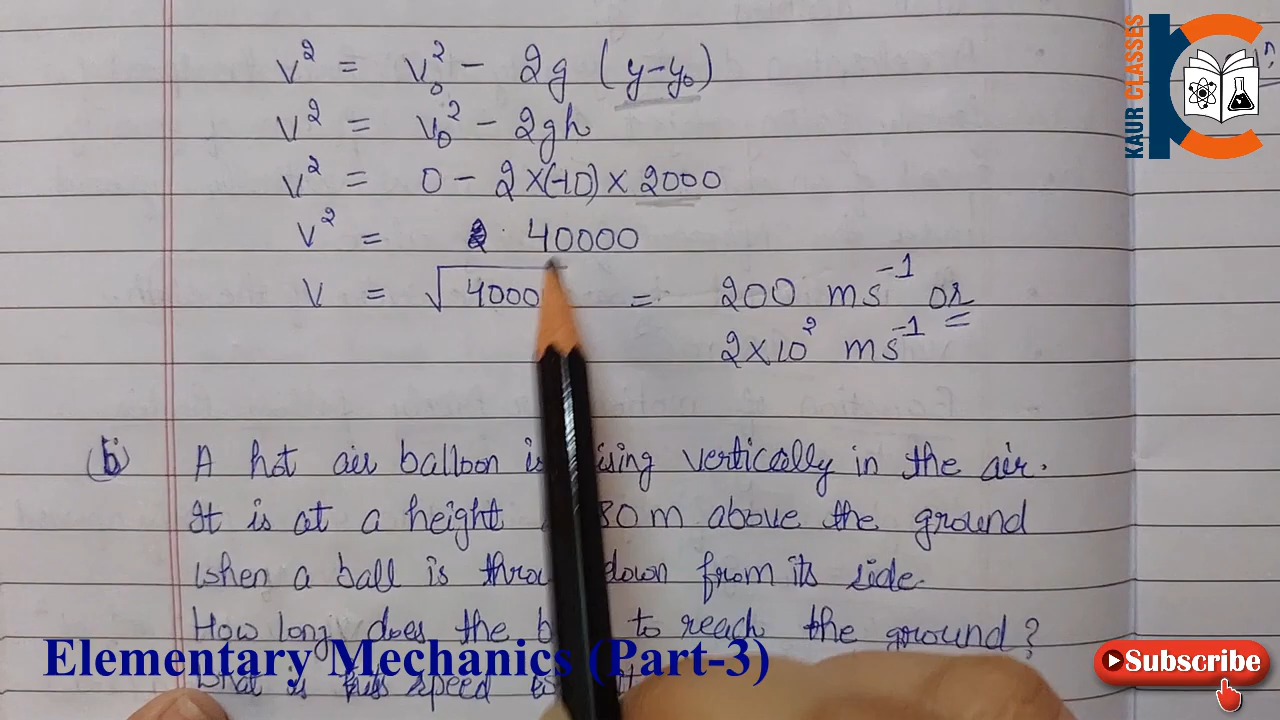 v² = v₀² - 2g (y-y₀)
v² = v₀² - 2gh
v² = 0 - 2×(-10)×2000
v² = 40000
v = √4000 = 200 ms⁻¹ or
2×10² ms⁻¹
(b) A hot air balloon is vertically in the air.
It is at a height 80 m above the ground
when a ball is down from its side.
How long does the to reach the ground?
What is speed
Elementary Mechanics (Part-3)
KAUR CLASSES
Subscribe